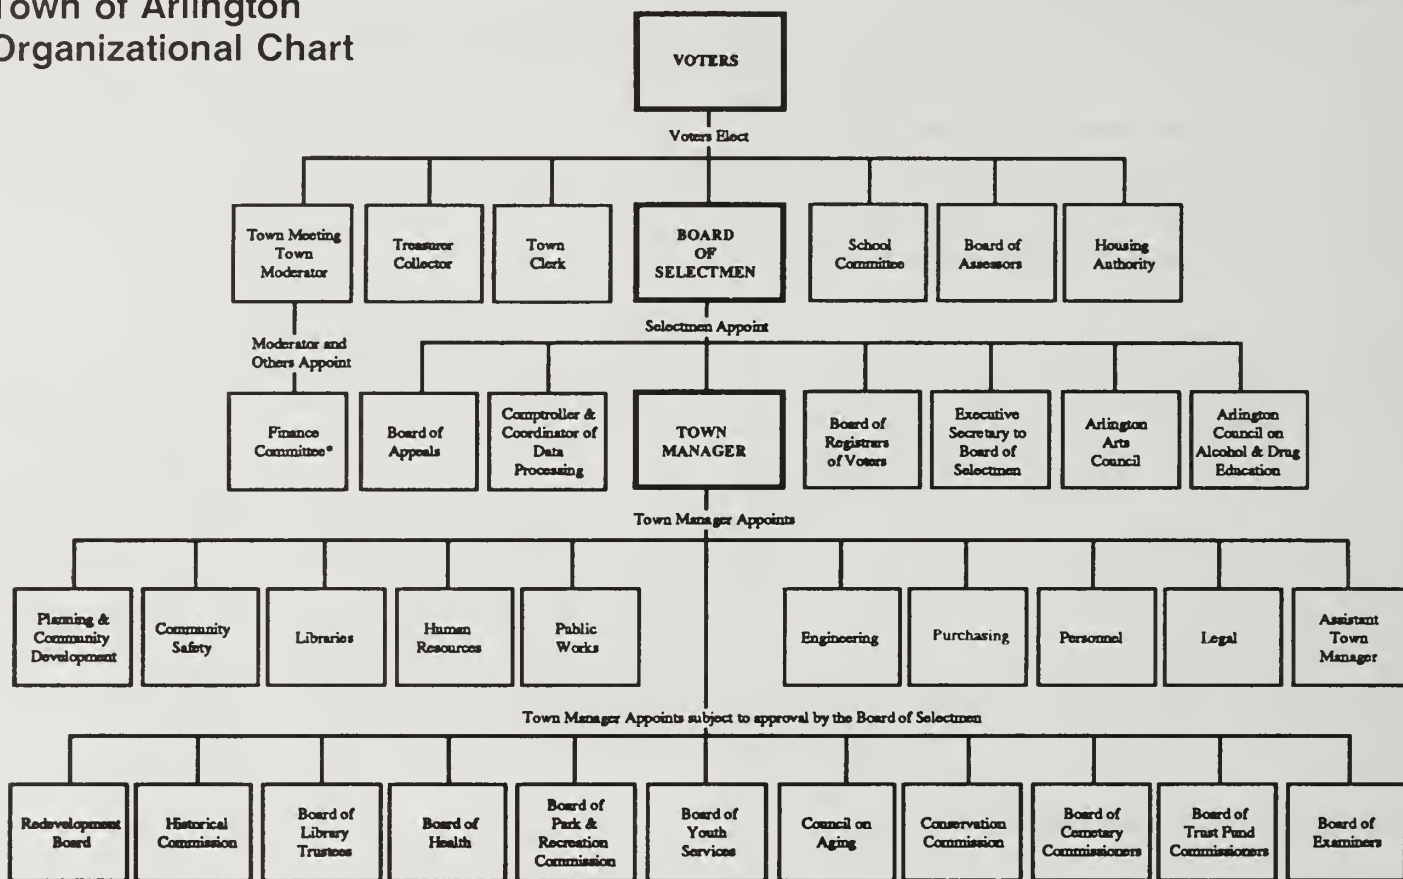 Town of Arlington
Organizational Chart
VOTERS
Voters Elect
Town Meeting
Town
Moderator
Treasurer
Collector
Town
Clerk
BOARD
OF
SELECTMEN
School
Committee
Board of
Assessors
Housing
Authority
Selectmen Appoint
Moderator and
Others Appoint
Finance
Committee*
Board of
Appeals
Comptroller &
Coordinator of
Data
Processing
TOWN
MANAGER
Board of
Registrars
of Voters
Executive
Secretary to
Board of
Selectmen
Arlington
Arts
Council
Arlington
Council on
Alcohol & Drug
Education
Town Manager Appoints
Planning &
Community
Development
Community
Safety
Libraries
Human
Resources
Public
Works
Engineering
Purchasing
Personnel
Legal
Assistant
Town
Manager
Town Manager Appoints subject to approval by the Board of Selectmen
Redevelopment
Board
Historical
Commission
Board of
Library
Trustees
Board of
Health
Board of
Park &
Recreation
Commission
Board of
Youth
Services
Council on
Aging
Conservation
Commission
Board of
Cemetary
Commissioners
Board of
Trust Fund
Commissioners
Board of
Examiners